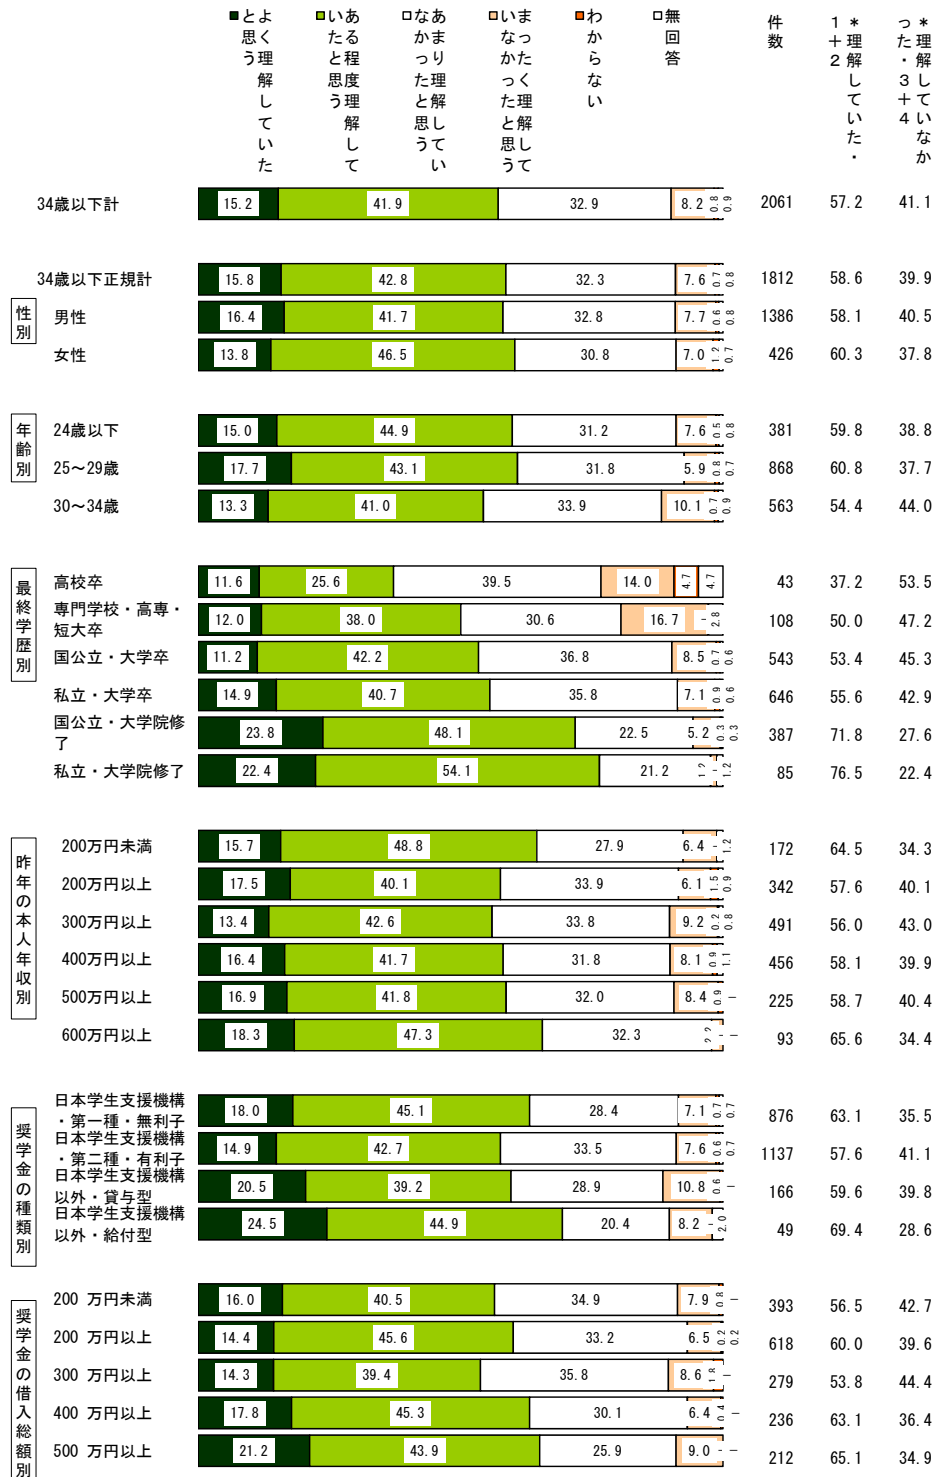 ■よく理解していた
と思う
■ある程度理解して
いたと思う
□あまり理解してい
なかったと思う
■まったく理解して
いなかったと思う
■わからない
□無回答
件数
＊理解していた・
１＋２
＊理解していなか
った・３＋４
34歳以下計 15.2 41.9 32.9 8.2 0.8 0.9 2061 57.2 41.1
34歳以下正規計 15.8 42.8 32.3 7.6 0.7 0.8 1812 58.6 39.9
性別
男性 16.4 41.7 32.8 7.7 0.6 0.8 1386 58.1 40.5
女性 13.8 46.5 30.8 7.0 1.2 0.7 426 60.3 37.8
年齢別
24歳以下 15.0 44.9 31.2 7.6 0.5 0.8 381 59.8 38.8
25～29歳 17.7 43.1 31.8 5.9 0.8 0.7 868 60.8 37.7
30～34歳 13.3 41.0 33.9 10.1 0.7 0.9 563 54.4 44.0
最終学歴別
高校卒 11.6 25.6 39.5 14.0 4.7 4.7 43 37.2 53.5
専門学校・高専・
短大卒 12.0 38.0 30.6 16.7 － 2.8 108 50.0 47.2
国公立・大学卒 11.2 42.2 36.8 8.5 0.7 0.6 543 53.4 45.3
私立・大学卒 14.9 40.7 35.8 7.1 0.9 0.6 646 55.6 42.9
国公立・大学院修
了 23.8 48.1 22.5 5.2 0.3 0.3 387 71.8 27.6
私立・大学院修了 22.4 54.1 21.2 1.2 － 1.2 85 76.5 22.4
昨年の本人年収別
200万円未満 15.7 48.8 27.9 6.4 － 1.2 172 64.5 34.3
200万円以上 17.5 40.1 33.9 6.1 1.5 0.9 342 57.6 40.1
300万円以上 13.4 42.6 33.8 9.2 0.2 0.8 491 56.0 43.0
400万円以上 16.4 41.7 31.8 8.1 0.9 1.1 456 58.1 39.9
500万円以上 16.9 41.8 32.0 8.4 0.9 － 225 58.7 40.4
600万円以上 18.3 47.3 32.3 2.2 － － 93 65.6 34.4
奨学金の種類別
日本学生支援機構
・第一種・無利子 18.0 45.1 28.4 7.1 0.7 0.7 876 63.1 35.5
日本学生支援機構
・第二種・有利子 14.9 42.7 33.5 7.6 0.6 0.7 1137 57.6 41.1
日本学生支援機構
以外・貸与型 20.5 39.2 28.9 10.8 0.6 － 166 59.6 39.8
日本学生支援機構
以外・給付型 24.5 44.9 20.4 8.2 － 2.0 49 69.4 28.6
奨学金の借入総額別
200 万円未満 16.0 40.5 34.9 7.9 0.8 － 393 56.5 42.7
200 万円以上 14.4 45.6 33.2 6.5 0.2 0.2 618 60.0 39.6
300 万円以上 14.3 39.4 35.8 8.6 1.8 － 279 53.8 44.4
400 万円以上 17.8 45.3 30.1 6.4 0.4 － 236 63.1 36.4
500 万円以上 21.2 43.9 25.9 9.0 － － 212 65.1 34.9